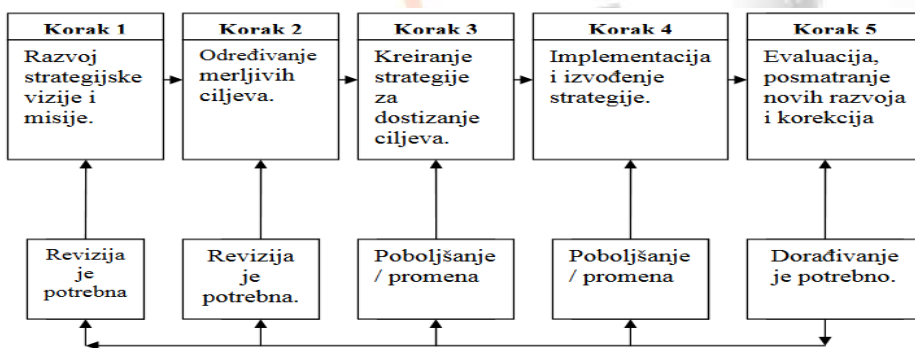 Korak 1
Razvoj
strategijske
vizije i
misije.
Korak 2
Određivanje
merljivih
ciljeva.
Korak 3
Kreiranje
strategije
za
dostizanje
ciljeva.
Korak 4
Implementacija
i izvođenje
strategije.
Korak 5
Evaluacija,
posmatranje
novih razvoja
i korekcija
Revizija
je
potrebna
Revizija
je
potrebna.
Poboljšanje
/ promena
Poboljšanje
/ promena
Dorađivanje
je potrebno.